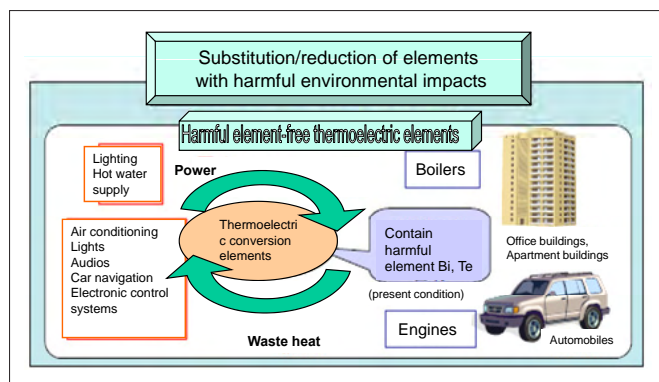 Substitution/reduction of elements
with harmful environmental impacts
Harmful element-free thermoelectric elements
Lighting
Hot water
supply
Power
Boilers
Air conditioning
Lights
Audios
Car navigation
Electronic control
systems
Thermoelectri
c conversion
elements
Contain
harmful
element Bi, Te
(present condition)
Office buildings,
Apartment buildings
Engines
Waste heat
Automobiles